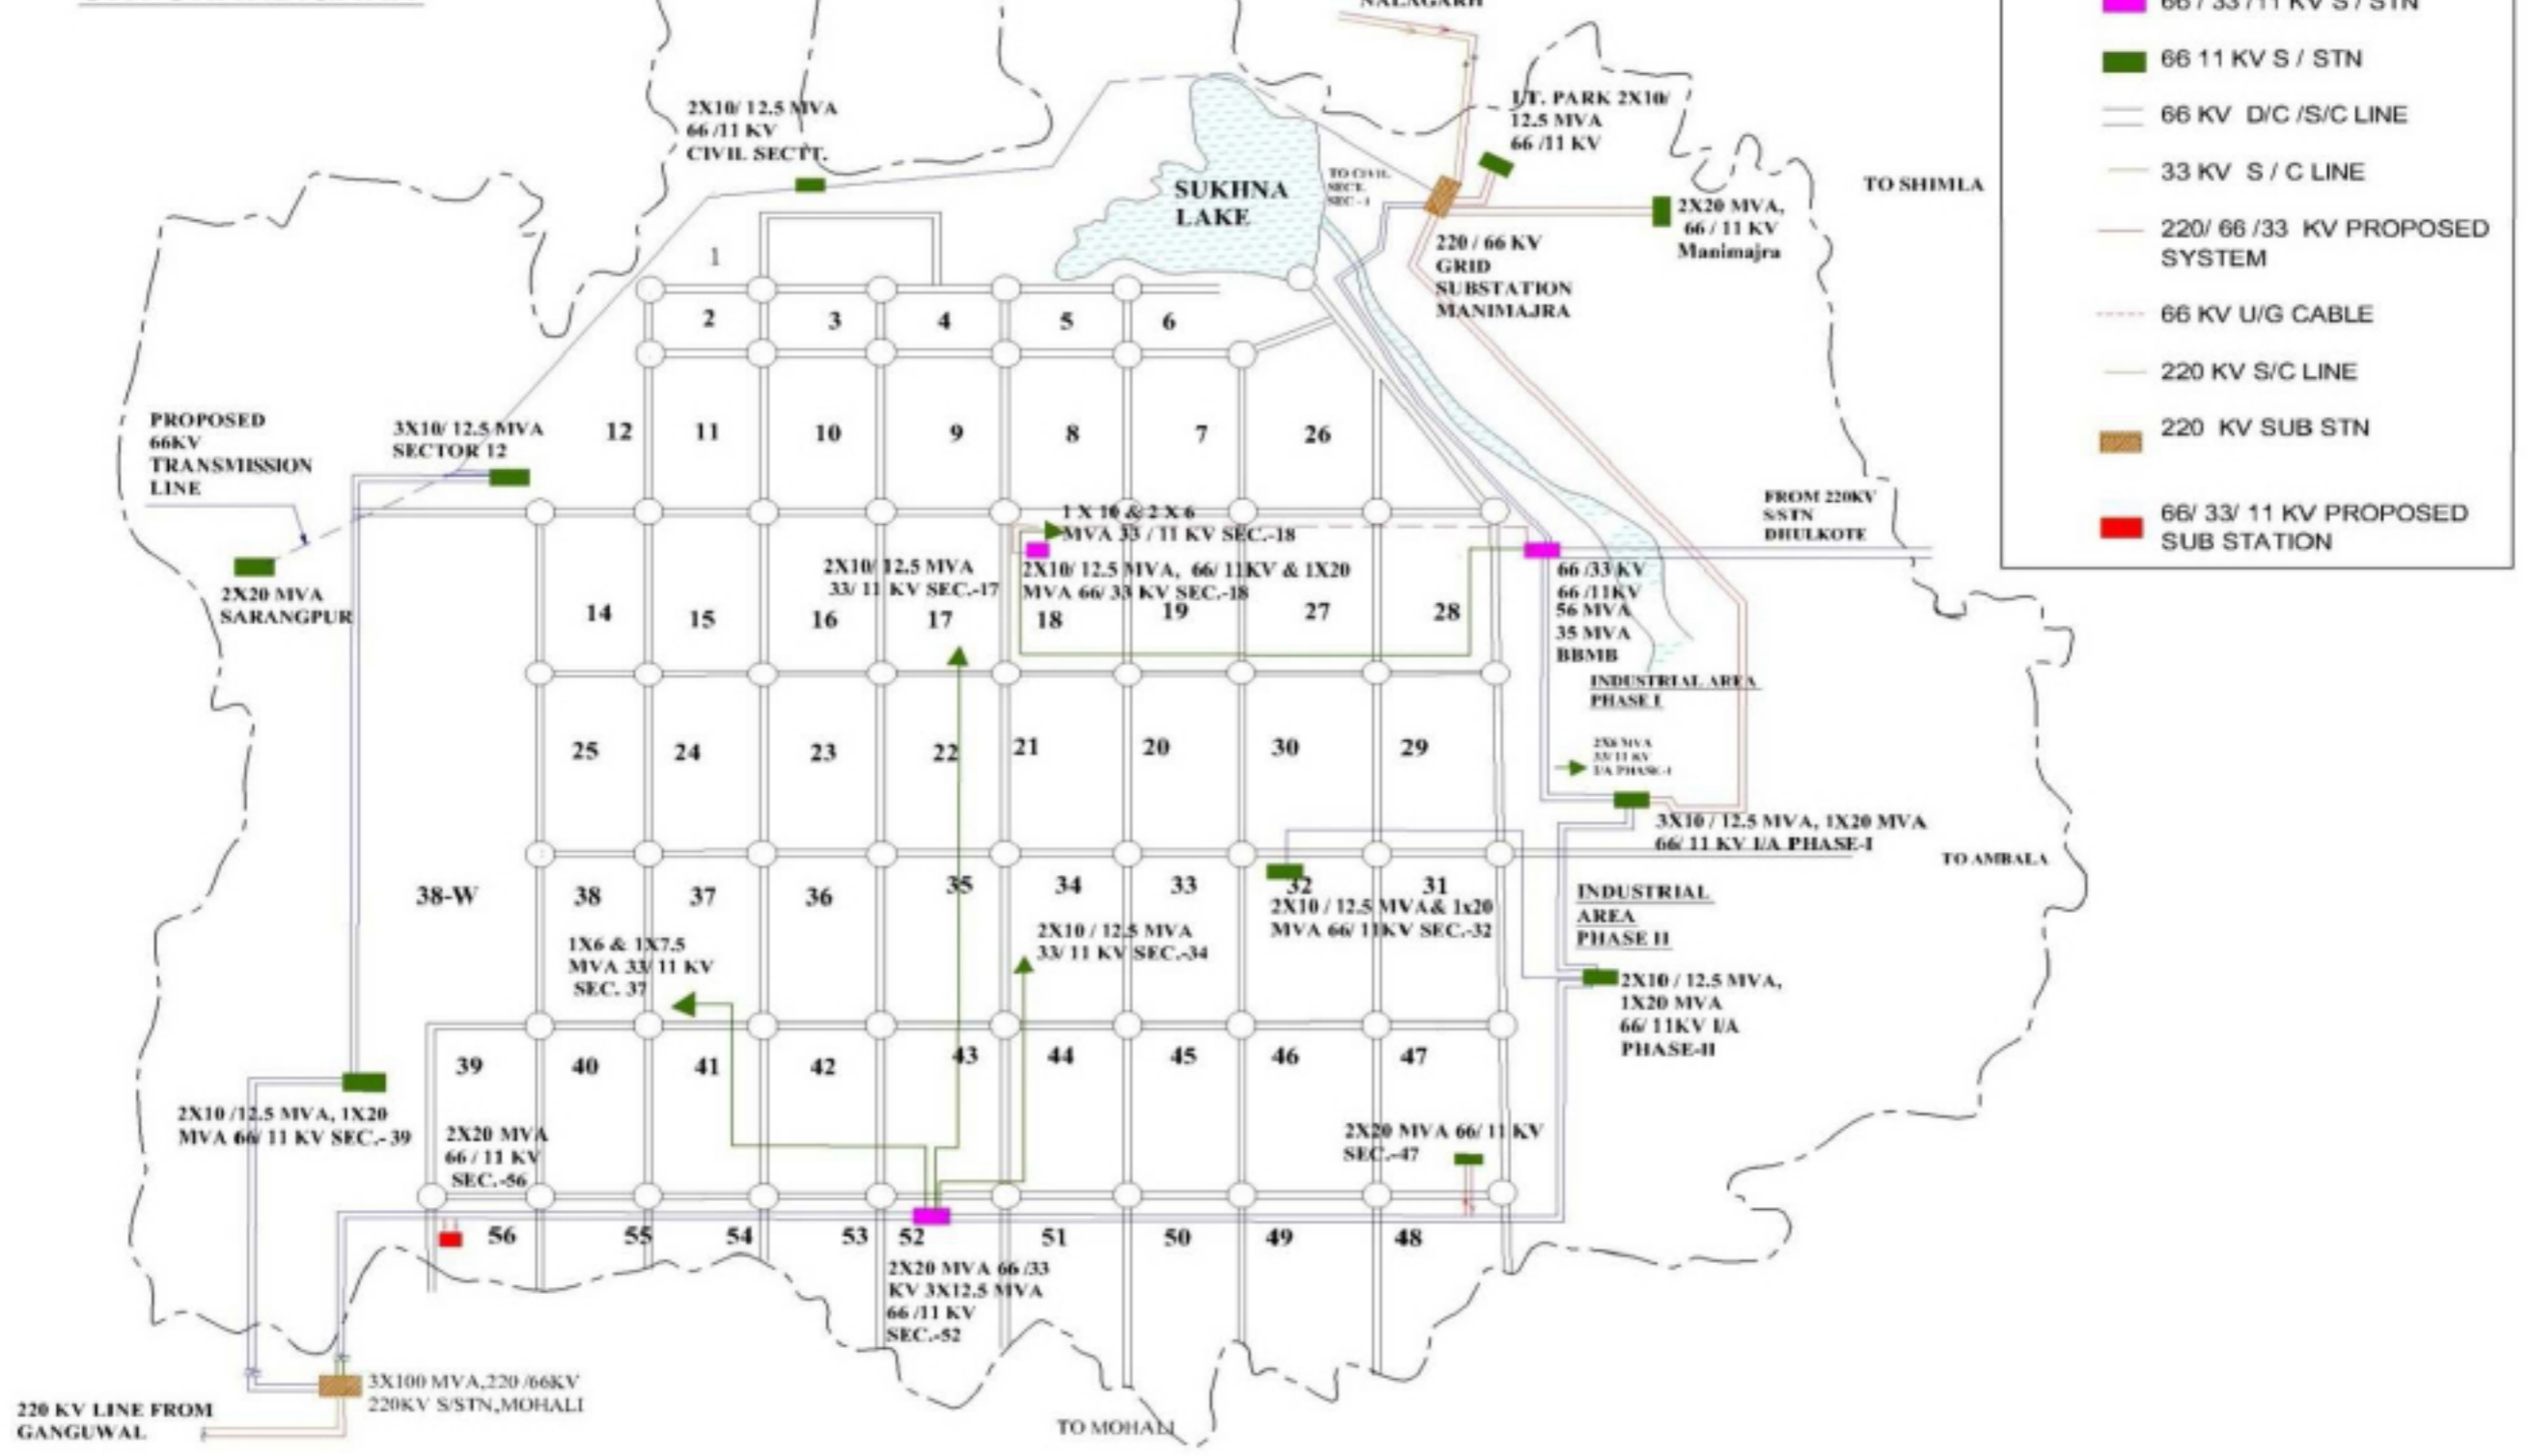 NALAGARH
66 / 33 /11 KV S / STN
66 11 KV S / STN
66 KV D/C /S/C LINE
33 KV S / C LINE
220/ 66 /33 KV PROPOSED
SYSTEM
66 KV U/G CABLE
220 KV S/C LINE
220 KV SUB STN
66/ 33/ 11 KV PROPOSED
SUB STATION
2X10/ 12.5 MVA
66 /11 KV
CIVIL SECTT.
I.T. PARK 2X10/
12.5 MVA
66 /11 KV
SUKHNA
LAKE
TO CIVIL
SECT.
SEC - 1
TO SHIMLA
2X20 MVA,
66 / 11 KV
Manimajra
220 / 66 KV
GRID
SUBSTATION
MANIMAJRA
1
2
3
4
5
6
PROPOSED
66KV
TRANSMISSION
LINE
3X10/ 12.5 MVA
SECTOR 12
12
11
10
9
8
7
26
FROM 220KV
S/STN
DHULKOTE
1 X 10 & 2 X 6
MVA 33 / 11 KV SEC.-18
2X10/ 12.5 MVA
33/ 11 KV SEC.-17
2X10/ 12.5 MVA, 66/ 11KV & 1X20
MVA 66/ 33 KV SEC.-18
66 /33 KV
66 /11KV
56 MVA
35 MVA
BBMB
2X20 MVA
SARANGPUR
14
15
16
17
18
19
27
28
INDUSTRIAL AREA
PHASE I
25
24
23
22
21
20
30
29
2X6 MVA
33/ 11 KV
I/A PHASE-I
3X10 / 12.5 MVA, 1X20 MVA
66/ 11 KV I/A PHASE-I
TO AMBALA
38-W
38
37
36
35
34
33
32
31
2X10 / 12.5 MVA& 1x20
MVA 66/ 11KV SEC.-32
INDUSTRIAL
AREA
PHASE II
1X6 & 1X7.5
MVA 33/ 11 KV
SEC. 37
2X10 / 12.5 MVA
33/ 11 KV SEC.-34
2X10 / 12.5 MVA,
1X20 MVA
66/ 11KV I/A
PHASE-II
39
40
41
42
43
44
45
46
47
2X10 /12.5 MVA, 1X20
MVA 66/ 11 KV SEC.- 39
2X20 MVA
66 / 11 KV
SEC.-56
2X20 MVA 66/ 11 KV
SEC.-47
56
55
54
53
52
51
50
49
48
2X20 MVA 66 /33
KV 3X12.5 MVA
66 /11 KV
SEC.-52
3X100 MVA,220 /66KV
220KV S/STN,MOHALI
220 KV LINE FROM
GANGUWAL
TO MOHALI